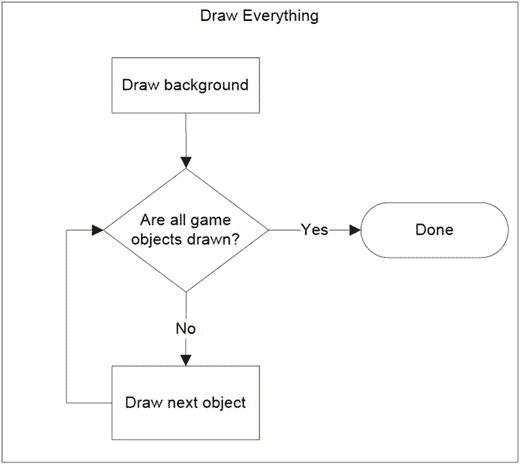 Draw Everything
Draw background
Are all game
objects drawn?
Yes
Done
No
Draw next object